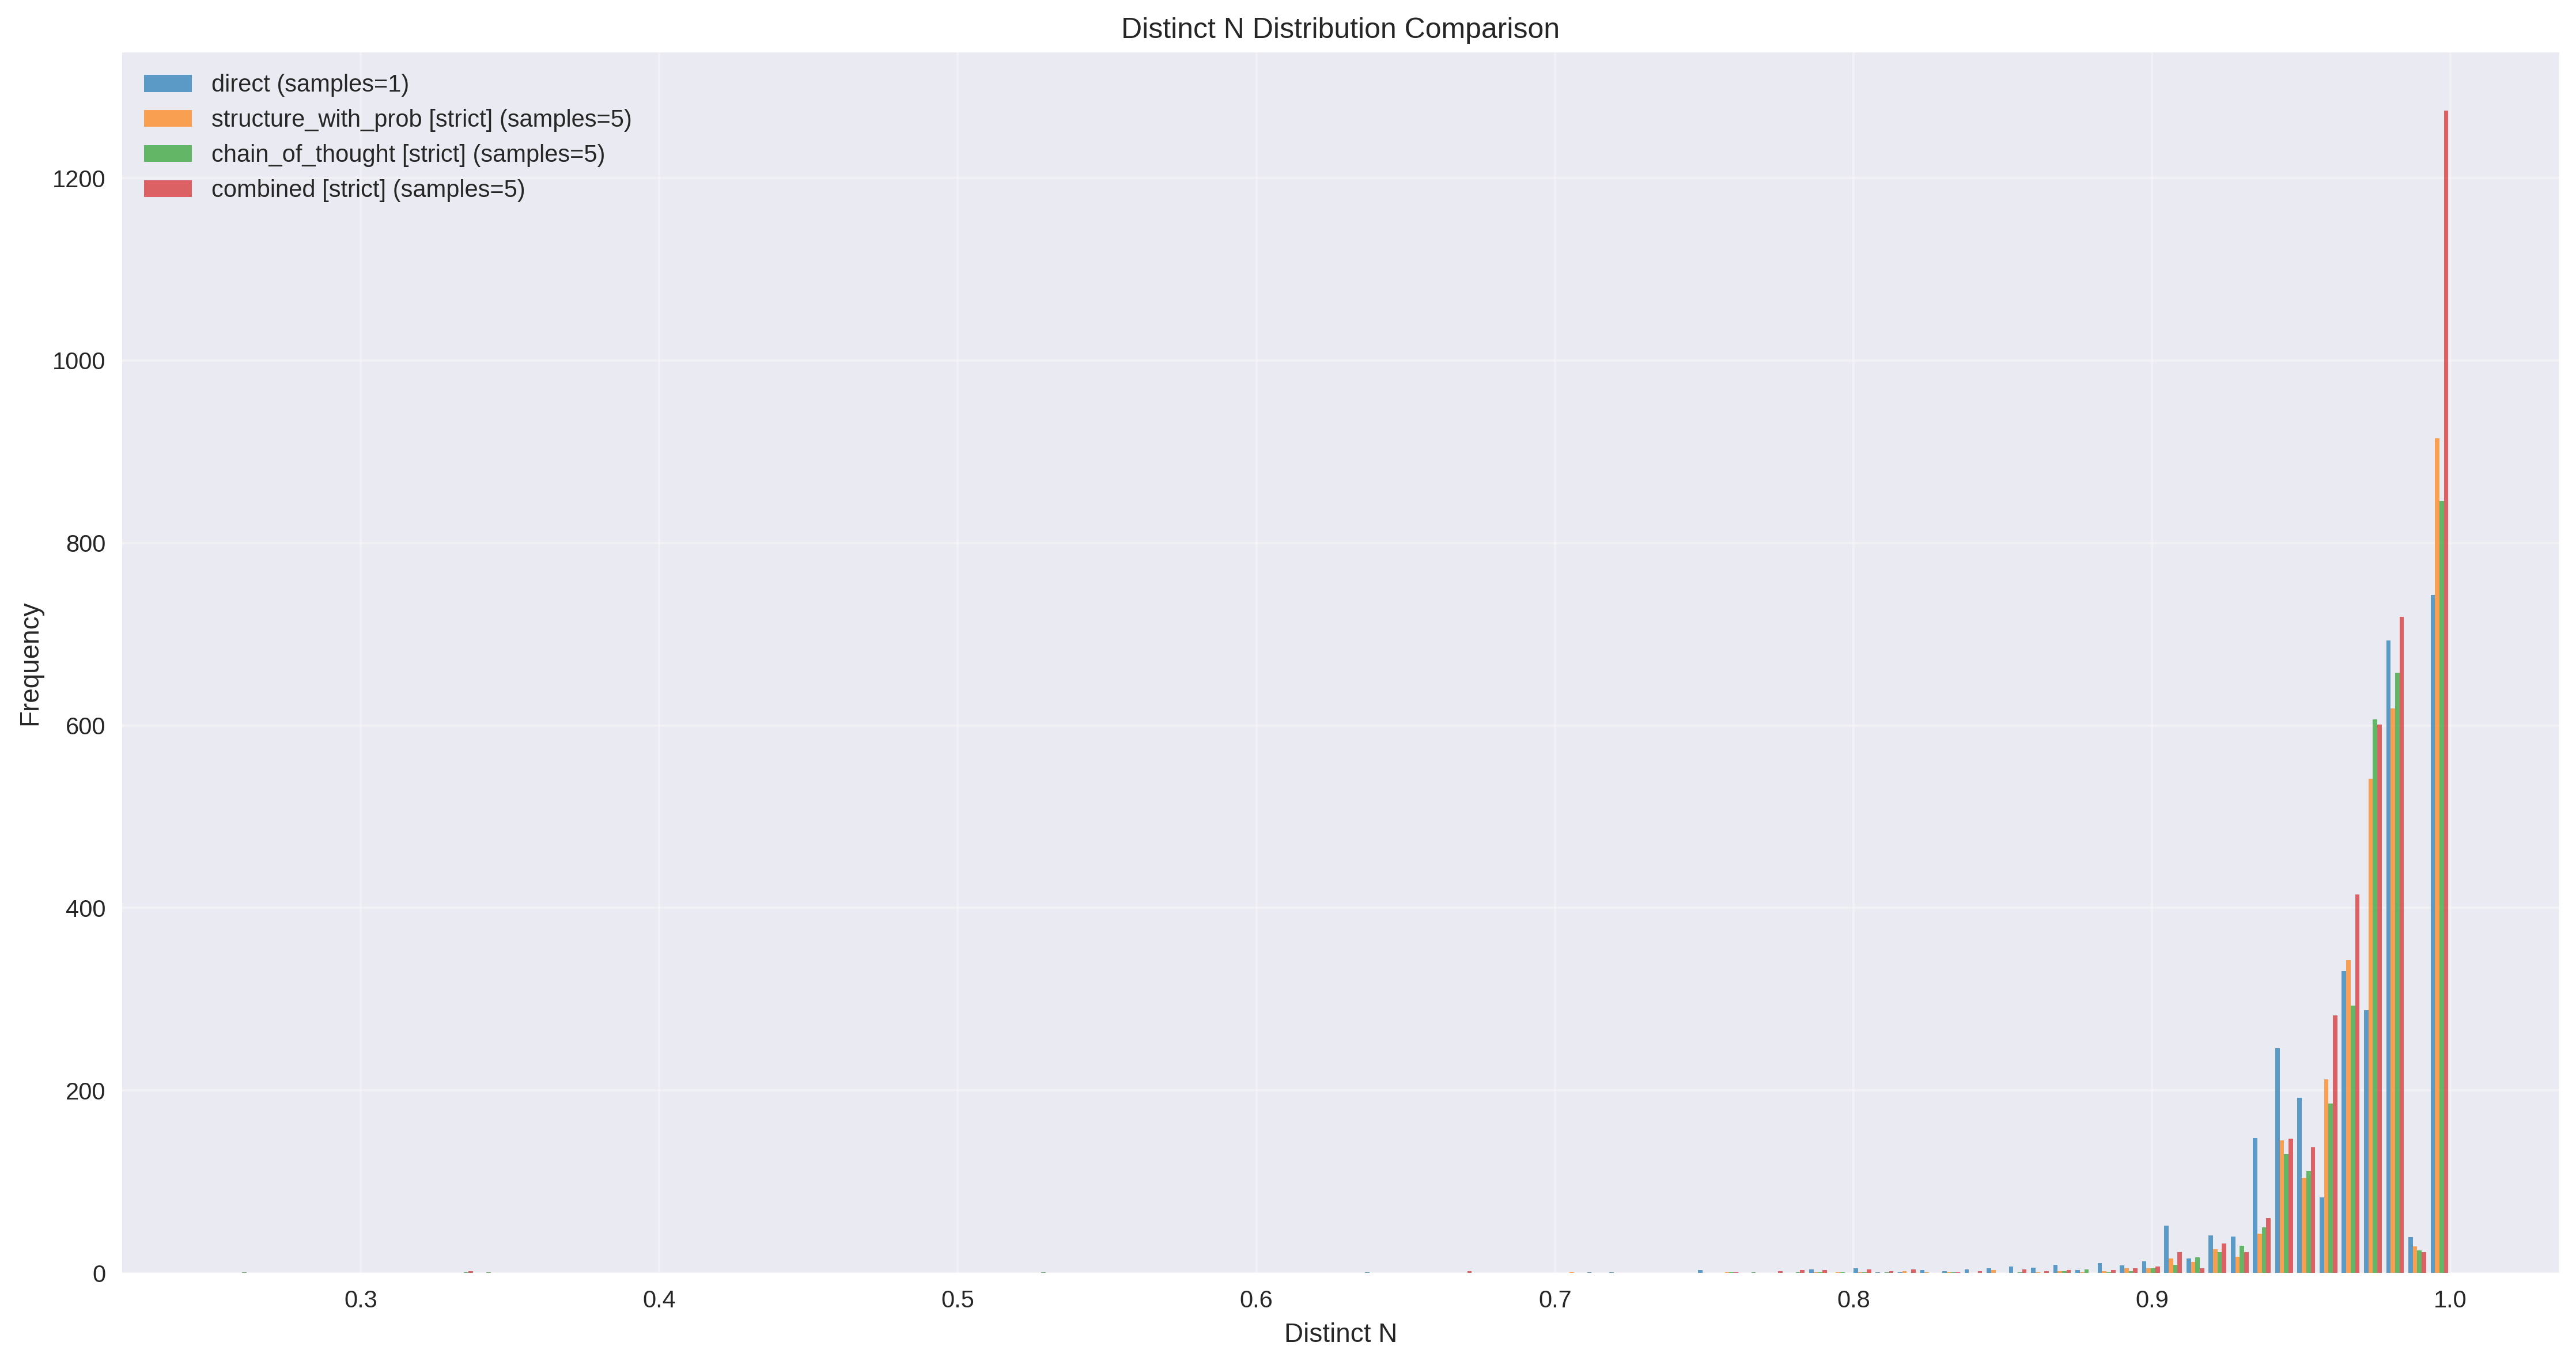 Distinct N Distribution Comparison
direct (samples=1)
structure_with_prob [strict] (samples=5)
chain_of_thought [strict] (samples=5)
combined [strict] (samples=5)
1200
1000
800
600
400
200
0
Frequency
0.3 0.4 0.5 0.6 0.7 0.8 0.9 1.0
Distinct N